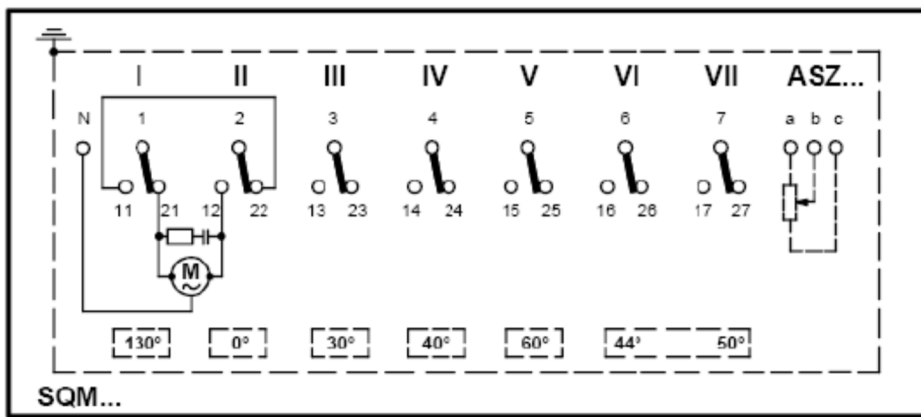 I II III IV V VI VII ASZ...
N 1 2 3 4 5 6 7 a b c
11 21 12 22 13 23 14 24 15 25 16 26 17 27
M
130° 0° 30° 40° 60° 44° 50°
SQM...